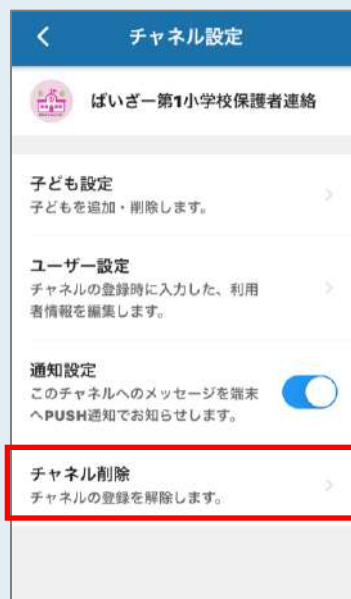 チャネル設定
ばいざー第1小学校保護者連絡
子ども設定
子どもを追加・削除します。
ユーザー設定
チャネルの登録時に入力した、利用
者情報を編集します。
通知設定
このチャネルへのメッセージを端末
へPUSH通知でお知らせします。
チャネル削除
チャネルの登録を解除します。